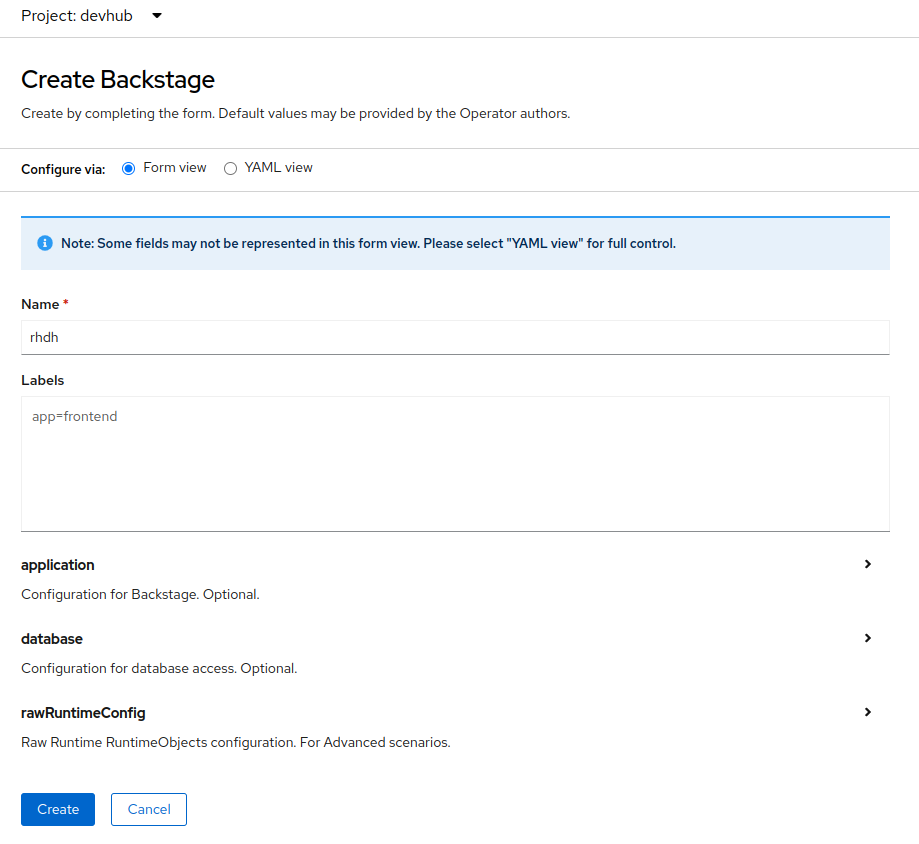 Project: devhub
Create Backstage
Create by completing the form. Default values may be provided by the Operator authors.
Configure via: Form view YAML view
Note: Some fields may not be represented in this form view. Please select "YAML view" for full control.
Name *
rhdh
Labels
app=frontend
application
Configuration for Backstage. Optional.
database
Configuration for database access. Optional.
rawRuntimeConfig
Raw Runtime RuntimeObjects configuration. For Advanced scenarios.
Create Cancel